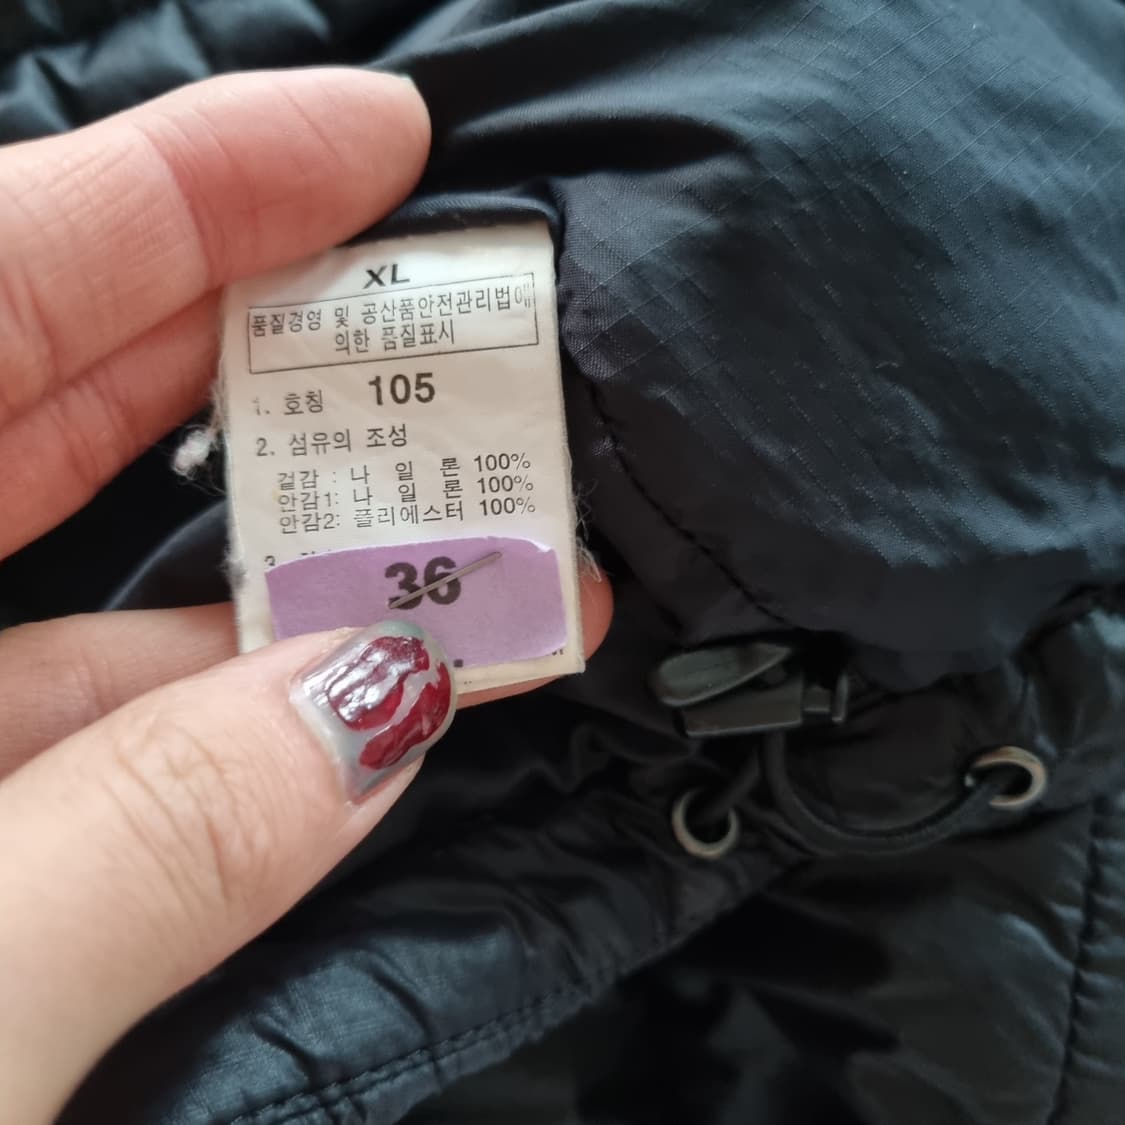 XL
품질경영 및 공산품안전관리법에
의한 품질표시
1. 호칭 105
2. 섬유의 조성
겉감 : 나 일 론 100%
안감1: 나 일 론 100%
안감2: 폴리에스터 100%
3.
36